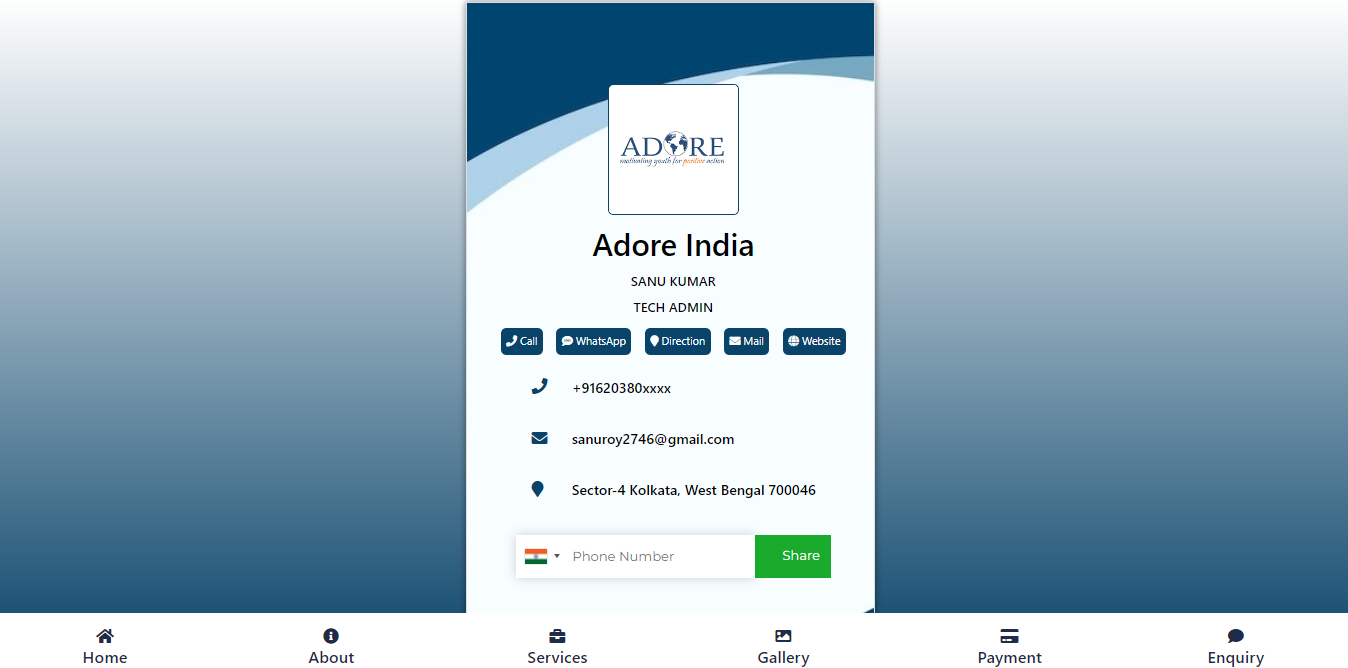 ADORE
motivating youth for positive action
Adore India
SANU KUMAR
TECH ADMIN
Call WhatsApp Direction Mail Website
+91620380xxxx
sanuroy2746@gmail.com
Sector-4 Kolkata, West Bengal 700046
Phone Number Share
Home About Services Gallery Payment Enquiry